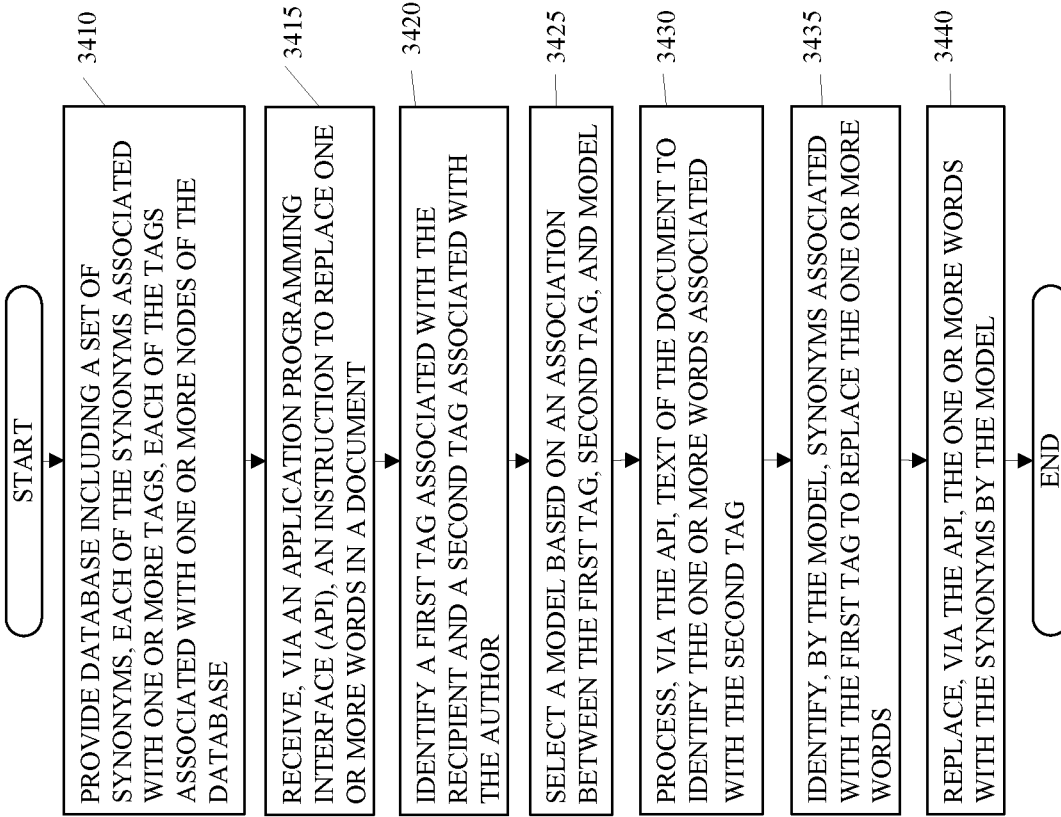 START
3410
PROVIDE DATABASE INCLUDING A SET OF
SYNONYMS, EACH OF THE SYNONYMS ASSOCIATED
WITH ONE OR MORE TAGS, EACH OF THE TAGS
ASSOCIATED WITH ONE OR MORE NODES OF THE
DATABASE
3415
RECEIVE, VIA AN APPLICATION PROGRAMMING
INTERFACE (API), AN INSTRUCTION TO REPLACE ONE
OR MORE WORDS IN A DOCUMENT
3420
IDENTIFY A FIRST TAG ASSOCIATED WITH THE
RECIPIENT AND A SECOND TAG ASSOCIATED WITH
THE AUTHOR
3425
SELECT A MODEL BASED ON AN ASSOCIATION
BETWEEN THE FIRST TAG, SECOND TAG, AND MODEL
3430
PROCESS, VIA THE API, TEXT OF THE DOCUMENT TO
IDENTIFY THE ONE OR MORE WORDS ASSOCIATED
WITH THE SECOND TAG
3435
IDENTIFY, BY THE MODEL, SYNONYMS ASSOCIATED
WITH THE FIRST TAG TO REPLACE THE ONE OR MORE
WORDS
3440
REPLACE, VIA THE API, THE ONE OR MORE WORDS
WITH THE SYNONYMS BY THE MODEL
END